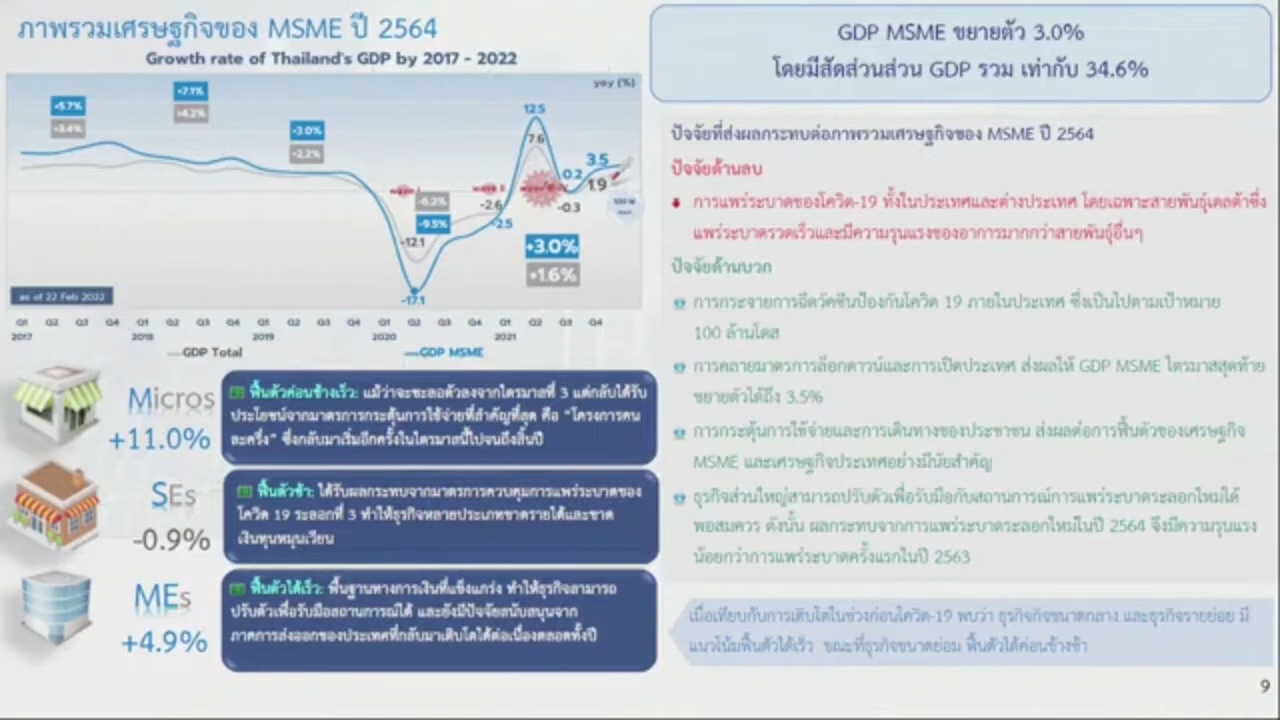 ภาพรวมเศรษฐกิจของ MSME ปี 2564
Growth rate of Thailand's GDP by 2017 - 2022
yoy (%)
+5.7%
+3.4%
+7.1%
+4.2%
+3.0%
+2.2%
-6.2%
-9.5%
-12.1
-17.1
-2.6
-2.5
12.5
7.6
0.2
-0.3
3.5
1.9
+3.0%
+1.6%
as of 22 Feb 2022
Q1 Q2 Q3 Q4 Q1 Q2 Q3 Q4 Q1 Q2 Q3 Q4 Q1 Q2 Q3 Q4 Q1 Q2 Q3 Q4
2017 2018 2019 2020 2021
GDP Total GDP MSME
Micros
+11.0%
ฟื้นตัวค่อนข้างเร็ว: แม้ว่าจะชะลอตัวลงจากไตรมาสที่ 3 แต่กลับได้รับ
ประโยชน์จากมาตรการกระตุ้นการใช้จ่ายที่สำคัญที่สุด คือ "โครงการคน
ละครึ่ง" ซึ่งกลับมาเริ่มอีกครั้งในไตรมาสนี้ไปจนถึงสิ้นปี
SEs
-0.9%
ฟื้นตัวช้า: ได้รับผลกระทบจากมาตรการควบคุมการแพร่ระบาดของ
โควิด 19 ระลอกที่ 3 ทำให้ธุรกิจหลายประเภทขาดรายได้และขาด
เงินทุนหมุนเวียน
MEs
+4.9%
ฟื้นตัวได้เร็ว: พื้นฐานทางการเงินที่แข็งแกร่ง ทำให้ธุรกิจสามารถ
ปรับตัวเพื่อรับมือสถานการณ์ได้ และยังมีปัจจัยสนับสนุนจาก
ภาคการส่งออกของประเทศที่กลับมาเติบโตได้ต่อเนื่องตลอดทั้งปี
GDP MSME ขยายตัว 3.0%
โดยมีสัดส่วนส่วน GDP รวม เท่ากับ 34.6%
ปัจจัยที่ส่งผลกระทบต่อภาพรวมเศรษฐกิจของ MSME ปี 2564
ปัจจัยด้านลบ
การแพร่ระบาดของโควิด-19 ทั้งในประเทศและต่างประเทศ โดยเฉพาะสายพันธุ์เดลต้าซึ่ง
แพร่ระบาดรวดเร็วและมีความรุนแรงของอาการมากกว่าสายพันธุ์อื่นๆ
ปัจจัยด้านบวก
การกระจายการฉีดวัคซีนป้องกันโควิด 19 ภายในประเทศ ซึ่งเป็นไปตามเป้าหมาย
100 ล้านโดส
การคลายมาตรการล็อกดาวน์และการเปิดประเทศ ส่งผลให้ GDP MSME ไตรมาสสุดท้าย
ขยายตัวได้ถึง 3.5%
การกระตุ้นการใช้จ่ายและการเดินทางของประชาชน ส่งผลต่อการฟื้นตัวของเศรษฐกิจ
MSME และเศรษฐกิจประเทศอย่างมีนัยสำคัญ
ธุรกิจส่วนใหญ่สามารถปรับตัวเพื่อรับมือกับสถานการณ์การแพร่ระบาดระลอกใหม่ได้
พอสมควร ดังนั้น ผลกระทบจากการแพร่ระบาดระลอกใหม่ในปี 2564 จึงมีความรุนแรง
น้อยกว่าการแพร่ระบาดครั้งแรกในปี 2563
เมื่อเทียบกับการเติบโตในช่วงก่อนโควิด-19 พบว่า ธุรกิจกิจขนาดกลาง และธุรกิจรายย่อย มี
แนวโน้มฟื้นตัวได้เร็ว ขณะที่ธุรกิจขนาดย่อม ฟื้นตัวได้ค่อนข้างช้า
9